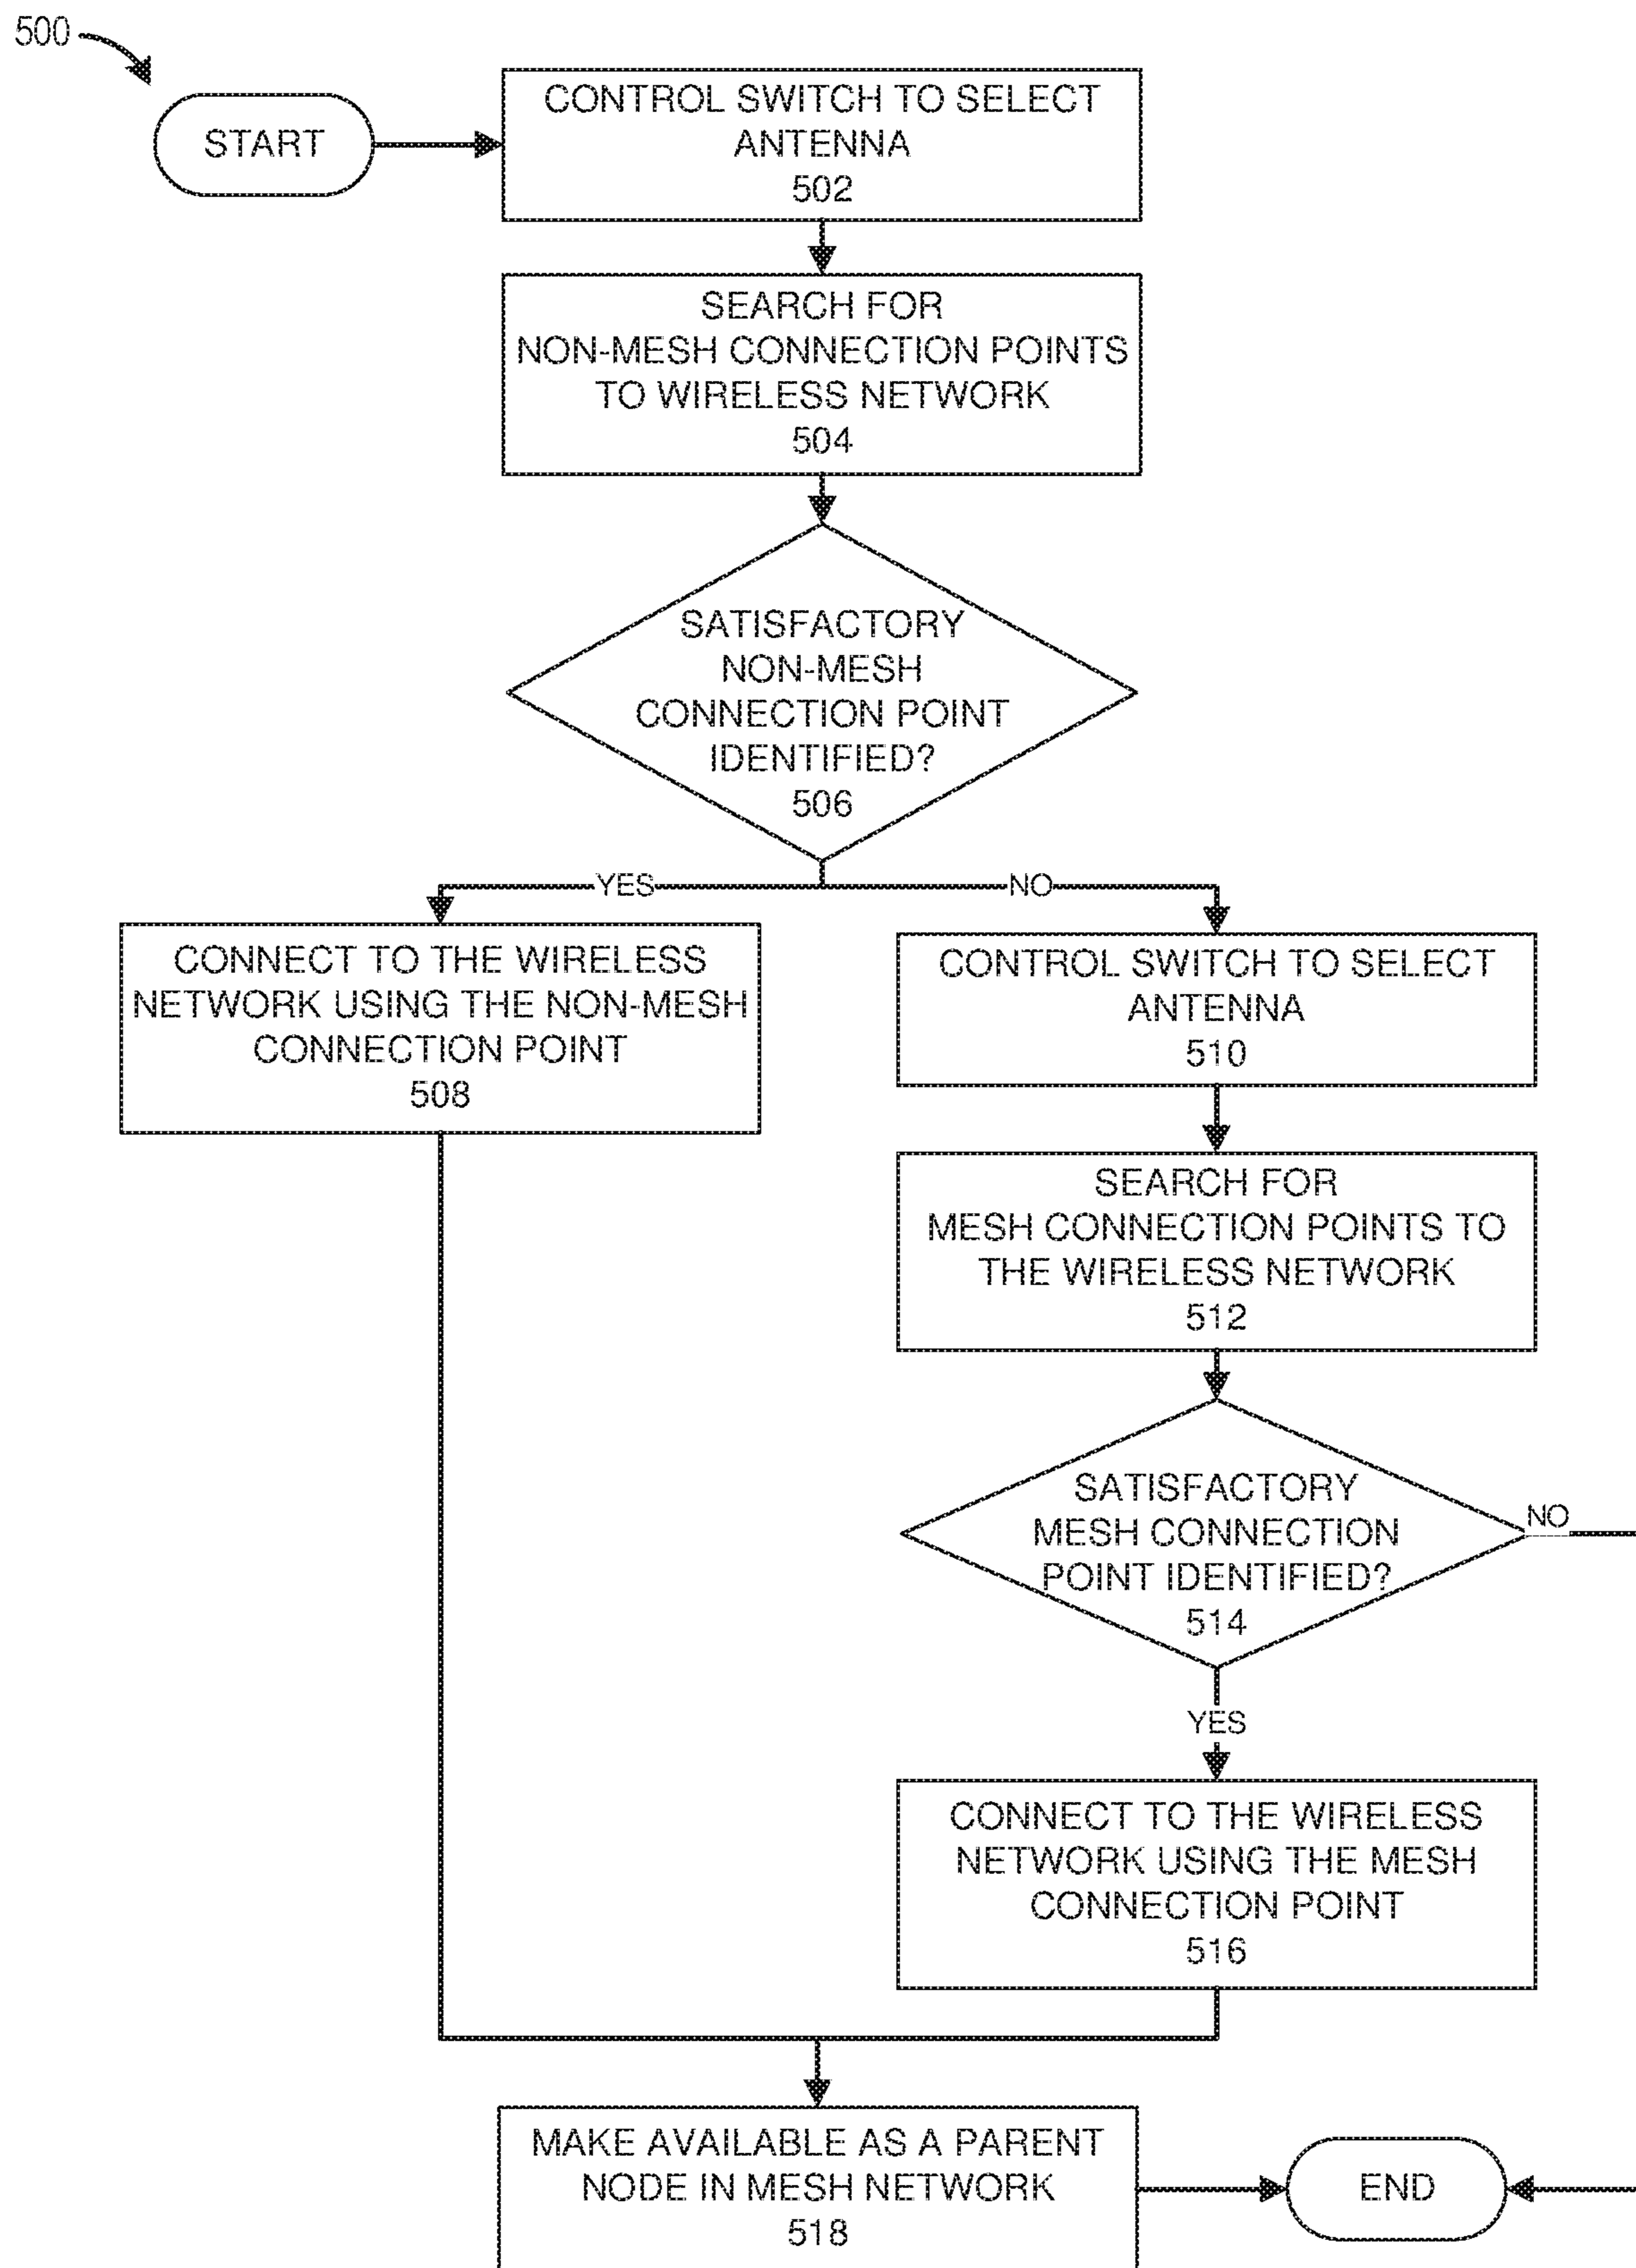 500
START
CONTROL SWITCH TO SELECT
ANTENNA
502
SEARCH FOR
NON-MESH CONNECTION POINTS
TO WIRELESS NETWORK
504
SATISFACTORY
NON-MESH
CONNECTION POINT
IDENTIFIED?
506
YES
NO
CONNECT TO THE WIRELESS
NETWORK USING THE NON-MESH
CONNECTION POINT
508
CONTROL SWITCH TO SELECT
ANTENNA
510
SEARCH FOR
MESH CONNECTION POINTS TO
THE WIRELESS NETWORK
512
SATISFACTORY
MESH CONNECTION
POINT IDENTIFIED?
514
NO
YES
CONNECT TO THE WIRELESS
NETWORK USING THE MESH
CONNECTION POINT
516
MAKE AVAILABLE AS A PARENT
NODE IN MESH NETWORK
518
END